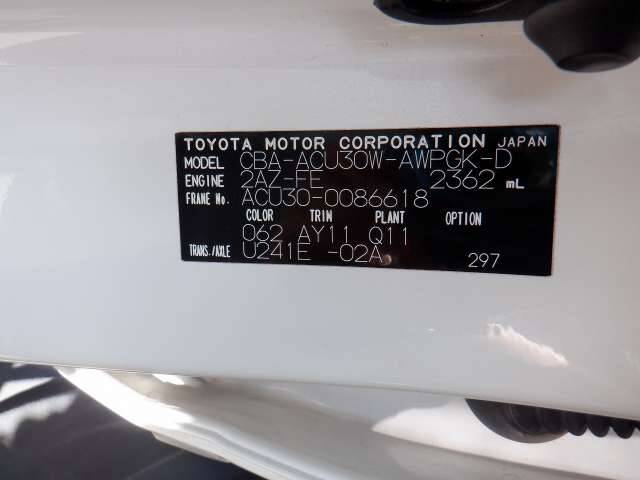 TOYOTA MOTOR CORPORATION JAPAN
MODEL CBA-ACU30W-AWPGK-D
ENGINE 2AZ-FE 2362 mL
FRAME No. ACU30-0086618
COLOR TRIM PLANT OPTION
062 AY11 Q11
TRANS./AXLE U241E -02A 297